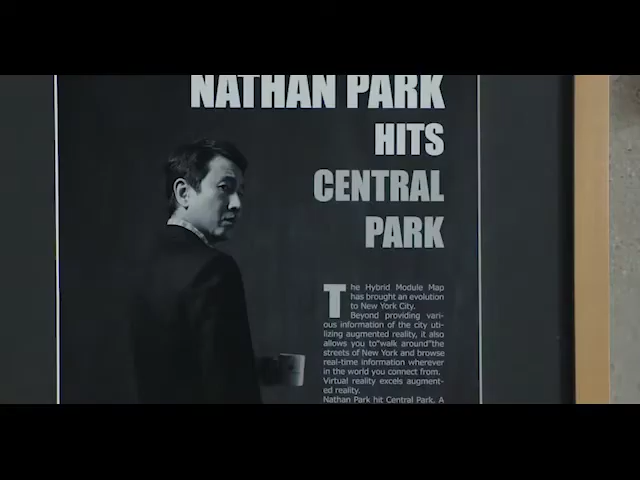 NATHAN PARK
HITS
CENTRAL
PARK
The Hybrid Module Map
has brought an evolution
to New York City.
Beyond providing vari-
ous information of the city uti-
lizing augmented reality, it also
allows you to"walk around"the
streets of New York and browse
real-time information wherever
in the world you connect from.
Virtual reality excels augment-
ed reality.
Nathan Park hit Central Park. A